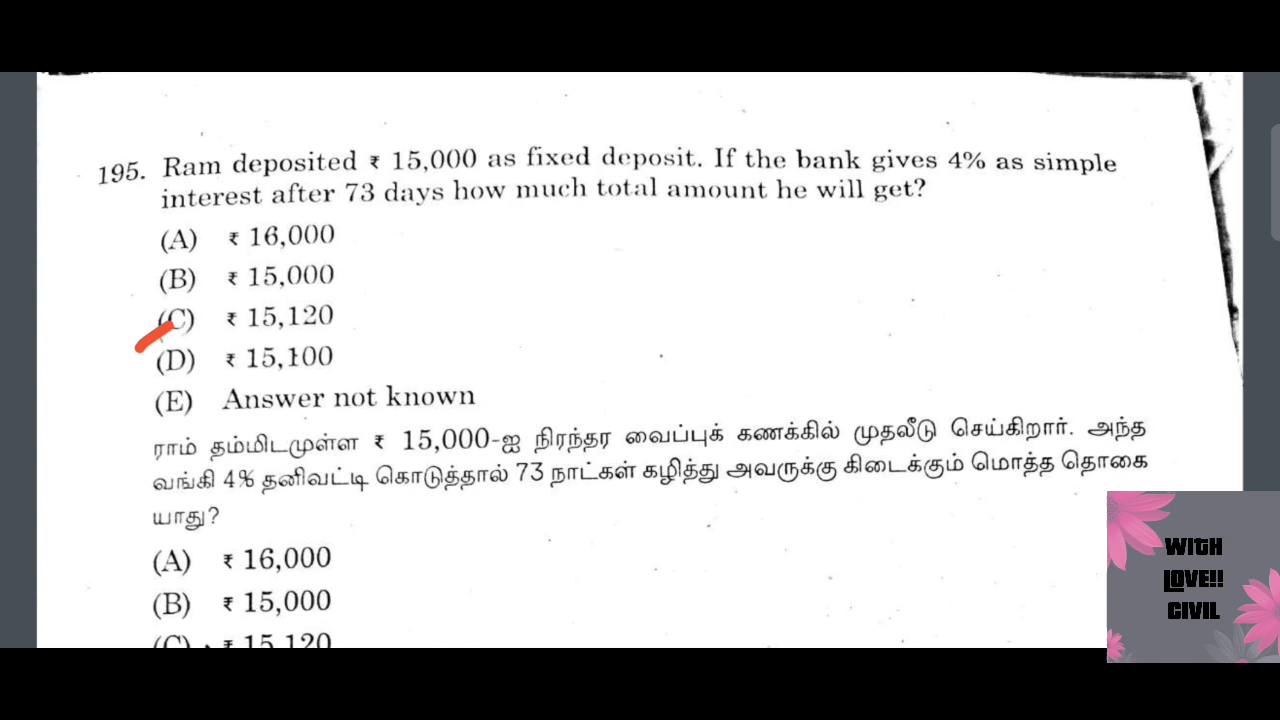 195. Ram deposited ₹ 15,000 as fixed deposit. If the bank gives 4% as simple
interest after 73 days how much total amount he will get?
(A) ₹ 16,000
(B) ₹ 15,000
(C) ₹ 15,120
(D) ₹ 15,100
(E) Answer not known
ராம் தம்மிடமுள்ள ₹ 15,000-ஐ நிரந்தர வைப்புக் கணக்கில் முதலீடு செய்கிறார். அந்த
வங்கி 4% தனிவட்டி கொடுத்தால் 73 நாட்கள் கழித்து அவருக்கு கிடைக்கும் மொத்த தொகை
யாது?
(A) ₹ 16,000
(B) ₹ 15,000
(C) ₹ 15,120
WITH
LOVE!!
CIVIL